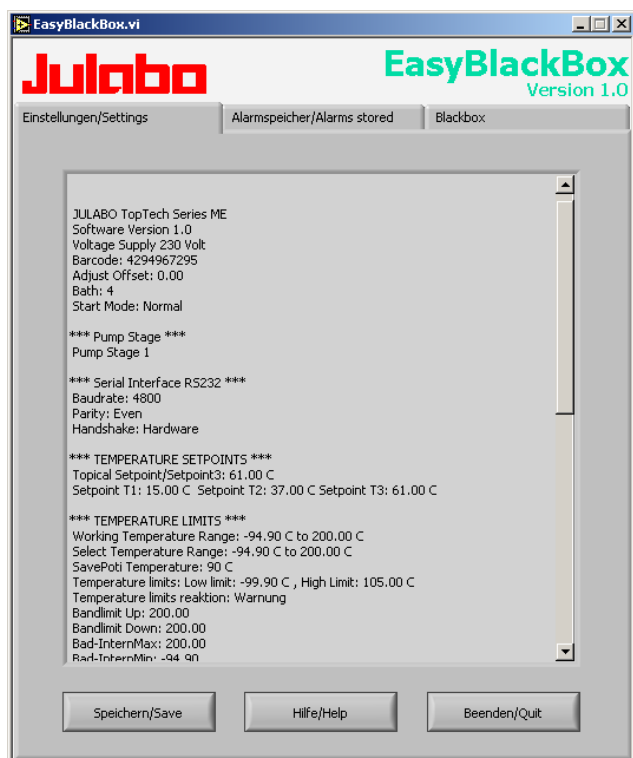 EasyBlackBox.vi
Julabo
EasyBlackBox
Version 1.0
Einstellungen/Settings
Alarmspeicher/Alarms stored
Blackbox
JULABO TopTech Series ME
Software Version 1.0
Voltage Supply 230 Volt
Barcode: 4294967295
Adjust Offset: 0.00
Bath: 4
Start Mode: Normal
*** Pump Stage ***
Pump Stage 1
*** Serial Interface RS232 ***
Baudrate: 4800
Parity: Even
Handshake: Hardware
*** TEMPERATURE SETPOINTS ***
Topical Setpoint/Setpoint3: 61.00 C
Setpoint T1: 15.00 C  Setpoint T2: 37.00 C Setpoint T3: 61.00 C
*** TEMPERATURE LIMITS ***
Working Temperature Range: -94.90 C to 200.00 C
Select Temperature Range: -94.90 C to 200.00 C
SavePoti Temperature: 90 C
Temperature limits: Low limit: -99.90 C , High Limit: 105.00 C
Temperature limits reaktion: Warnung
Bandlimit Up: 200.00
Bandlimit Down: 200.00
Bad-InternMax: 200.00
Bad-InternMin: -94.90
Speichern/Save
Hilfe/Help
Beenden/Quit